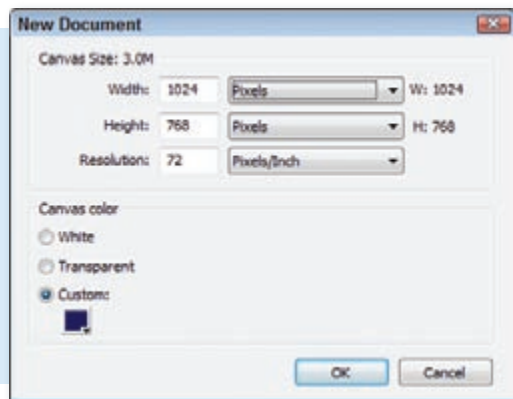 New Document
Canvas Size: 3.0M
Width: 1024 Pixels W: 1024
Height: 768 Pixels H: 768
Resolution: 72 Pixels/Inch
Canvas color
White
Transparent
Custom:
OK Cancel